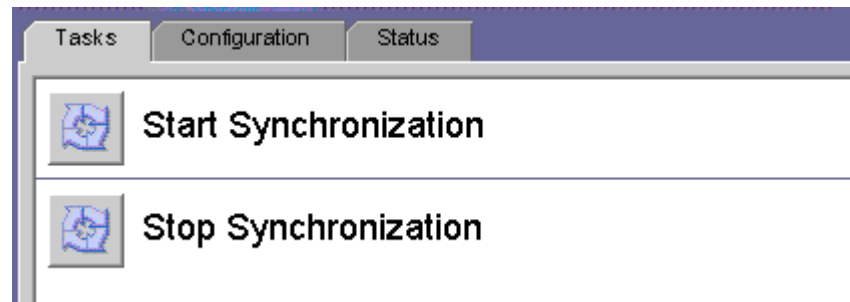 Tasks Configuration Status
Start Synchronization
Stop Synchronization